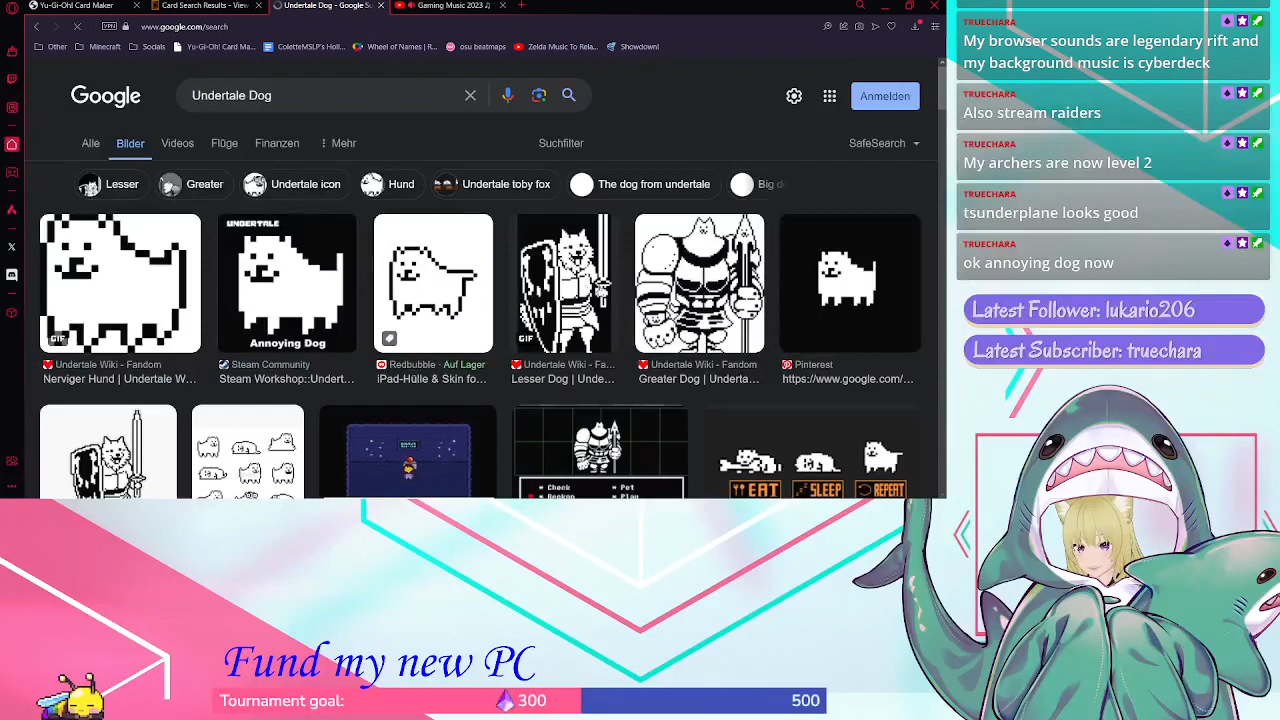 Yu-Gi-Oh! Card Maker
Card Search Results - View
Undertale Dog - Google Su
Gaming Music 2023
VPN
www.google.com/search
Other
Minecraft
Socials
Yu-Gi-Oh! Card Ma...
ColetteMSLP's Holl...
Wheel of Names | R...
osu beatmaps
Zelda Music To Rela...
Showdown!
Google
Undertale Dog
Anmelden
Alle
Bilder
Videos
Flüge
Finanzen
Mehr
Suchfilter
SafeSearch
Lesser
Greater
Undertale icon
Hund
Undertale toby fox
The dog from undertale
Big do
GIF
UNDERTALE
Annoying Dog
GIF
Undertale Wiki - Fandom
Nerviger Hund | Undertale W...
Steam Community
Steam Workshop::Undert...
Redbubble · Auf Lager
iPad-Hülle & Skin fo...
Undertale Wiki - Fa...
Lesser Dog | Unde...
Undertale Wiki - Fandom
Greater Dog | Underta...
Pinterest
https://www.google.com/...
* Check
* Pet
* Beckon
* Play
EAT
SLEEP
REPEAT
TRUECHARA
My browser sounds are legendary rift and
my background music is cyberdeck
TRUECHARA
Also stream raiders
TRUECHARA
My archers are now level 2
TRUECHARA
tsunderplane looks good
TRUECHARA
ok annoying dog now
Latest Follower: lukario206
Latest Subscriber: truechara
Fund my new PC
Tournament goal:
300
500